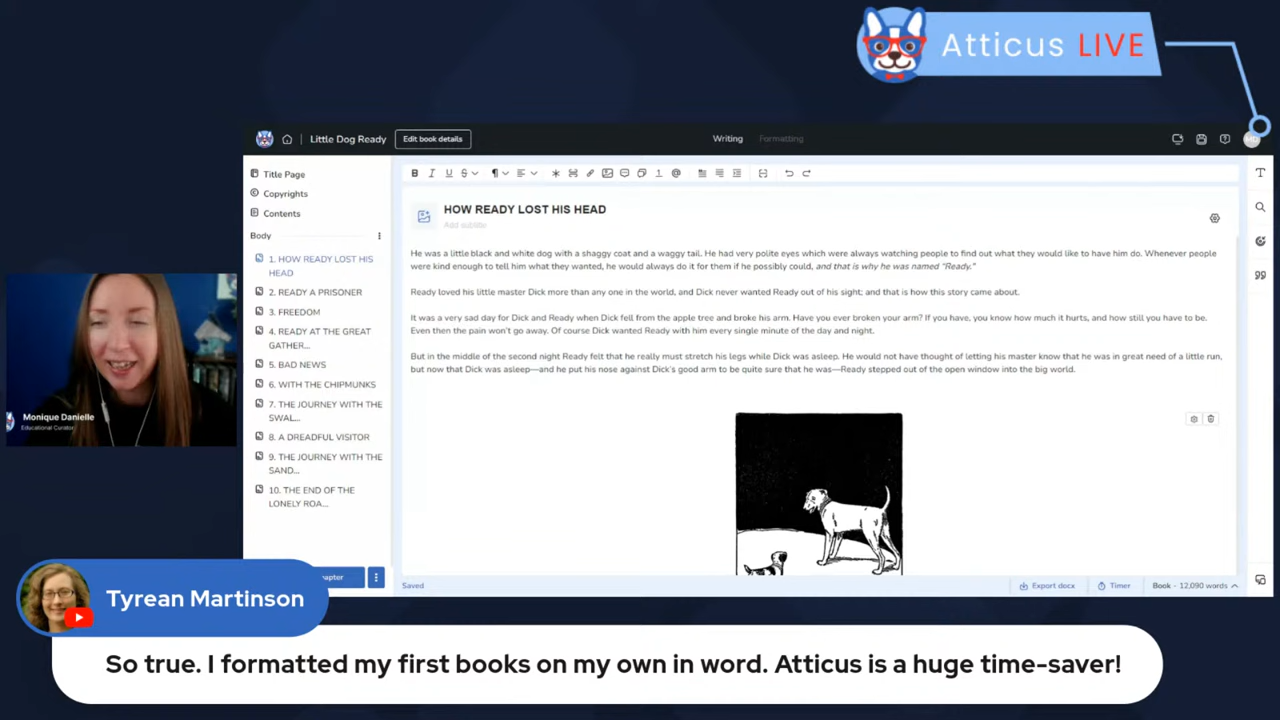 Atticus LIVE
Little Dog Ready
Edit book details
Writing
Formatting
MD
Title Page
Copyrights
Contents
Body
1. HOW READY LOST HIS
HEAD
2. READY A PRISONER
3. FREEDOM
4. READY AT THE GREAT
GATHER...
5. BAD NEWS
6. WITH THE CHIPMUNKS
7. THE JOURNEY WITH THE
SWAL...
8. A DREADFUL VISITOR
9. THE JOURNEY WITH THE
SAND...
10. THE END OF THE
LONELY ROA...
apter
B I U S
HOW READY LOST HIS HEAD
Add subtitle
He was a little black and white dog with a shaggy coat and a waggy tail. He had very polite eyes which were always watching people to find out what they would like to have him do. Whenever people
were kind enough to tell him what they wanted, he would always do it for them if he possibly could, and that is why he was named “Ready.”
Ready loved his little master Dick more than any one in the world, and Dick never wanted Ready out of his sight; and that is how this story came about.
It was a very sad day for Dick and Ready when Dick fell from the apple tree and broke his arm. Have you ever broken your arm? If you have, you know how much it hurts, and how still you have to be.
Even then the pain won't go away. Of course Dick wanted Ready with him every single minute of the day and night.
But in the middle of the second night Ready felt that he really must stretch his legs while Dick was asleep. He would not have thought of letting his master know that he was in great need of a little run,
but now that Dick was asleep—and he put his nose against Dick's good arm to be quite sure that he was—Ready stepped out of the open window into the big world.
Saved
Export docx
Timer
Book - 12,090 words
Monique Danielle
Educational Curator
Tyrean Martinson
So true. I formatted my first books on my own in word. Atticus is a huge time-saver!